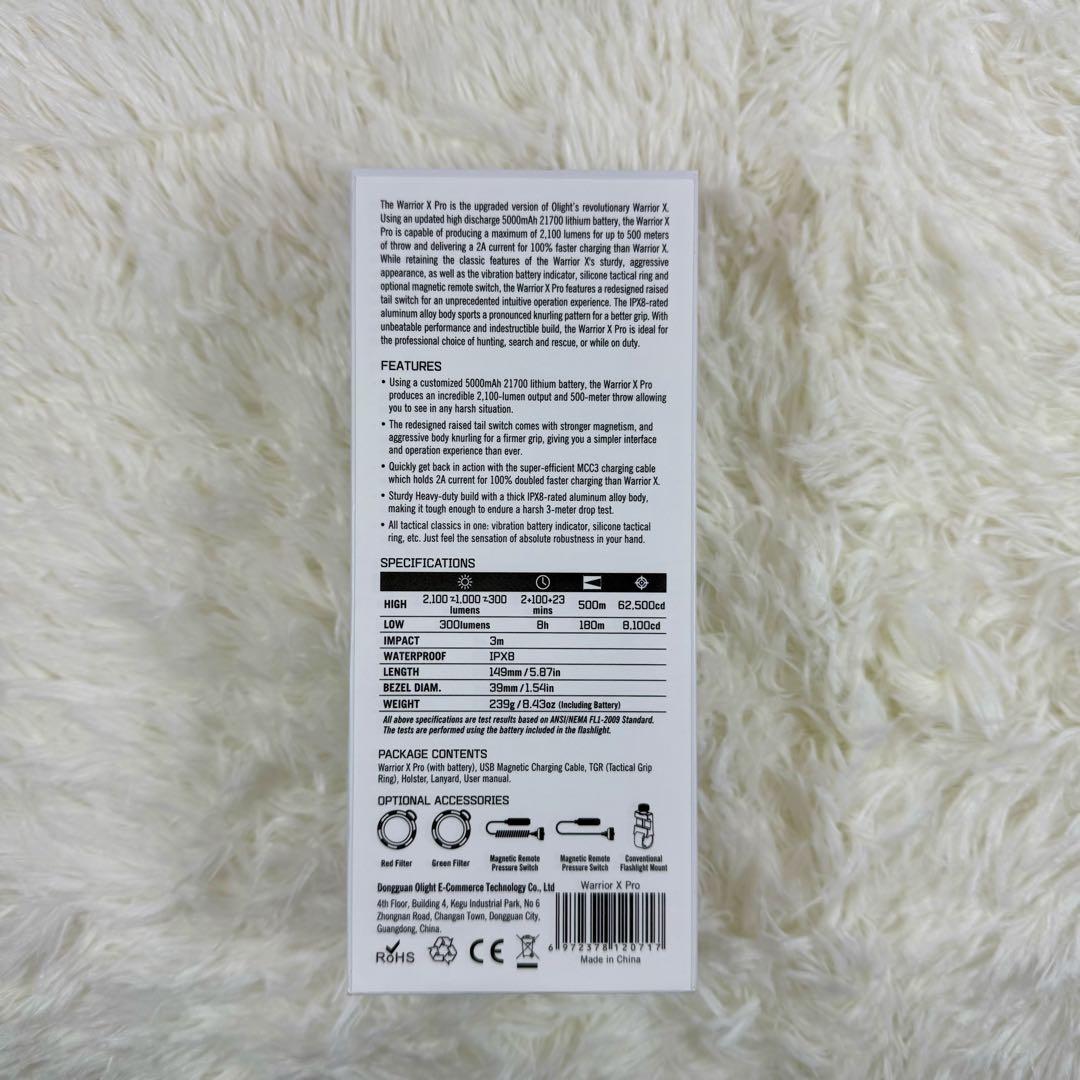 The Warrior X Pro is the upgraded version of Olight's revolutionary Warrior X.
Using an updated high discharge 5000mAh 21700 lithium battery, the Warrior X
Pro is capable of producing a maximum of 2,100 lumens for up to 500 meters
of throw and delivering a 2A current for 100% faster charging than Warrior X.
While retaining the classic features of the Warrior X's sturdy, aggressive
appearance, as well as the vibration battery indicator, silicone tactical ring and
optional magnetic remote switch, the Warrior X Pro features a redesigned raised
tail switch for an unprecedented intuitive operation experience. The IPX8-rated
aluminum alloy body sports a pronounced knurling pattern for a better grip. With
unbeatable performance and indestructible build, the Warrior X Pro is ideal for
the professional choice of hunting, search and rescue, or while on duty.
FEATURES
• Using a customized 5000mAh 21700 lithium battery, the Warrior X Pro
produces an incredible 2,100-lumen output and 500-meter throw allowing
you to see in any harsh situation.
• The redesigned raised tail switch comes with stronger magnetism, and
aggressive body knurling for a firmer grip, giving you a simpler interface
and operation experience than ever.
• Quickly get back in action with the super-efficient MCC3 charging cable
which holds 2A current for 100% doubled faster charging than Warrior X.
• Sturdy Heavy-duty build with a thick IPX8-rated aluminum alloy body,
making it tough enough to endure a harsh 3-meter drop test.
• All tactical classics in one: vibration battery indicator, silicone tactical
ring, etc. Just feel the sensation of absolute robustness in your hand.
SPECIFICATIONS
HIGH 2,100~1,000~300 lumens 2+100+23 mins 500m 62,500cd
LOW 300lumens 8h 180m 8,100cd
IMPACT 3m
WATERPROOF IPX8
LENGTH 149mm/5.87in
BEZEL DIAM. 39mm/1.54in
WEIGHT 239g/8.43oz (Including Battery)
All above specifications are test results based on ANSI/NEMA FL1-2009 Standard.
The tests are performed using the battery included in the flashlight.
PACKAGE CONTENTS
Warrior X Pro (with battery), USB Magnetic Charging Cable, TGR (Tactical Grip
Ring), Holster, Lanyard, User manual.
OPTIONAL ACCESSORIES
Red Filter Green Filter Magnetic Remote Pressure Switch Magnetic Remote Pressure Switch Conventional Flashlight Mount
Dongguan Olight E-Commerce Technology Co., Ltd
4th Floor, Building 4, Kegu Industrial Park, No 6
Zhongnan Road, Changan Town, Dongguan City,
Guangdong, China.
RoHS
CE
Warrior X Pro
6 972378 120717
Made in China